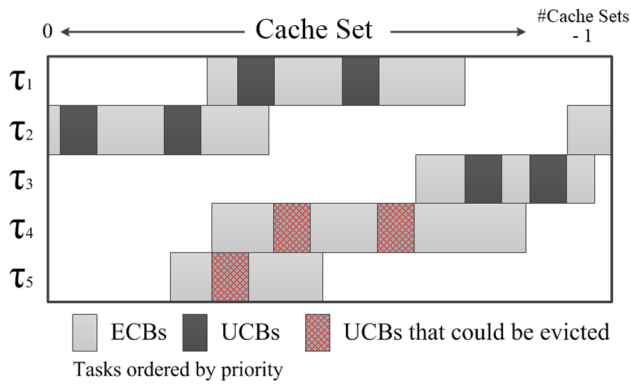 0 Cache Set #Cache Sets
- 1
τ1
τ2
τ3
τ4
τ5
ECBs UCBs UCBs that could be evicted
Tasks ordered by priority